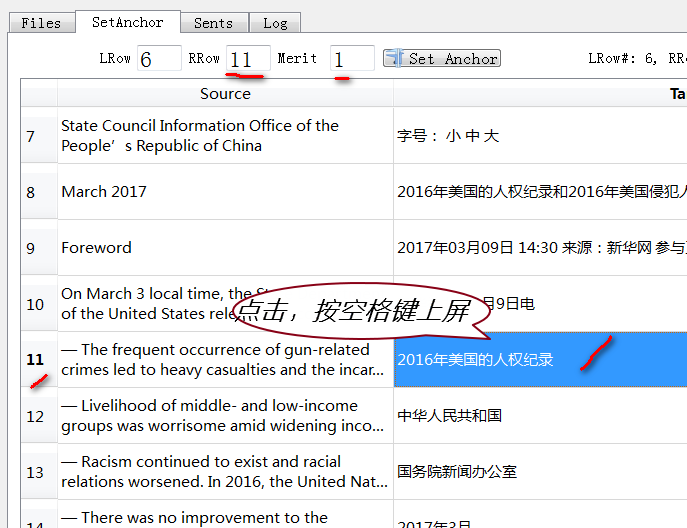 Files SetAnchor Sents Log
LRow 6 RRow 11 Merit 1 Set Anchor LRow#: 6, RR
Source Ta
7 State Council Information Office of the
People’s Republic of China
字号： 小 中 大
8 March 2017 2016年美国的人权纪录和2016年美国侵犯
9 Foreword 2017年03月09日 14:30 来源：新华网 参与
10 On March 3 local time, the S
of the United States rele
月9日电
点击，按空格键上屏
11 — The frequent occurrence of gun-related
crimes led to heavy casualties and the incar...
2016年美国的人权纪录
12 — Livelihood of middle- and low-income
groups was worrisome amid widening inco...
中华人民共和国
13 — Racism continued to exist and racial
relations worsened. In 2016, the United Nat...
国务院新闻办公室
14 — There was no improvement to the
2017年3月